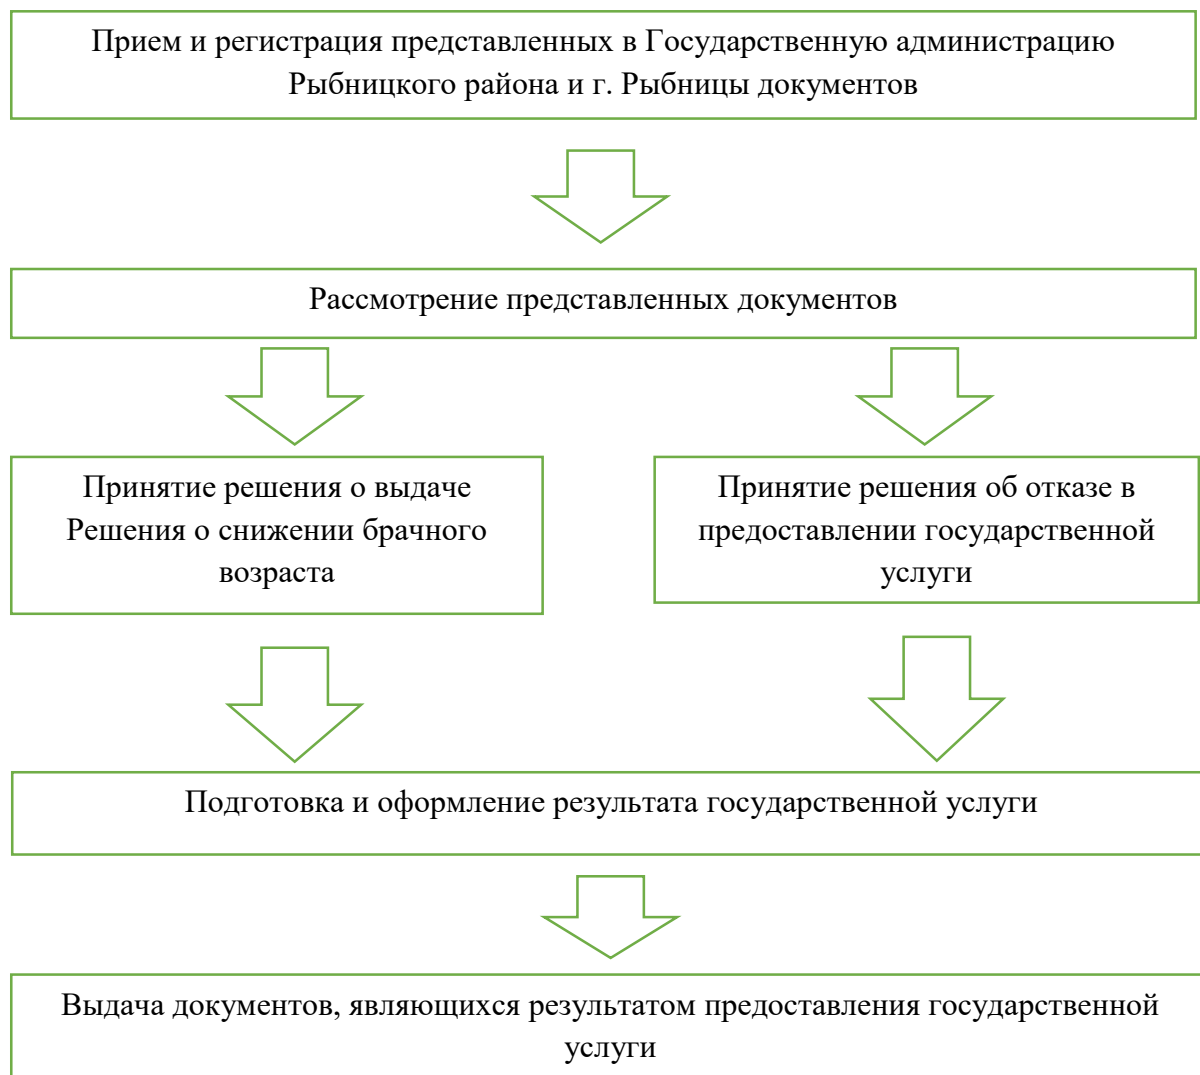 Прием и регистрация представленных в Государственную администрацию
Рыбницкого района и г. Рыбницы документов
Рассмотрение представленных документов
Принятие решения о выдаче
Решения о снижении брачного
возраста
Принятие решения об отказе в
предоставлении государственной
услуги
Подготовка и оформление результата государственной услуги
Выдача документов, являющихся результатом предоставления государственной
услуги